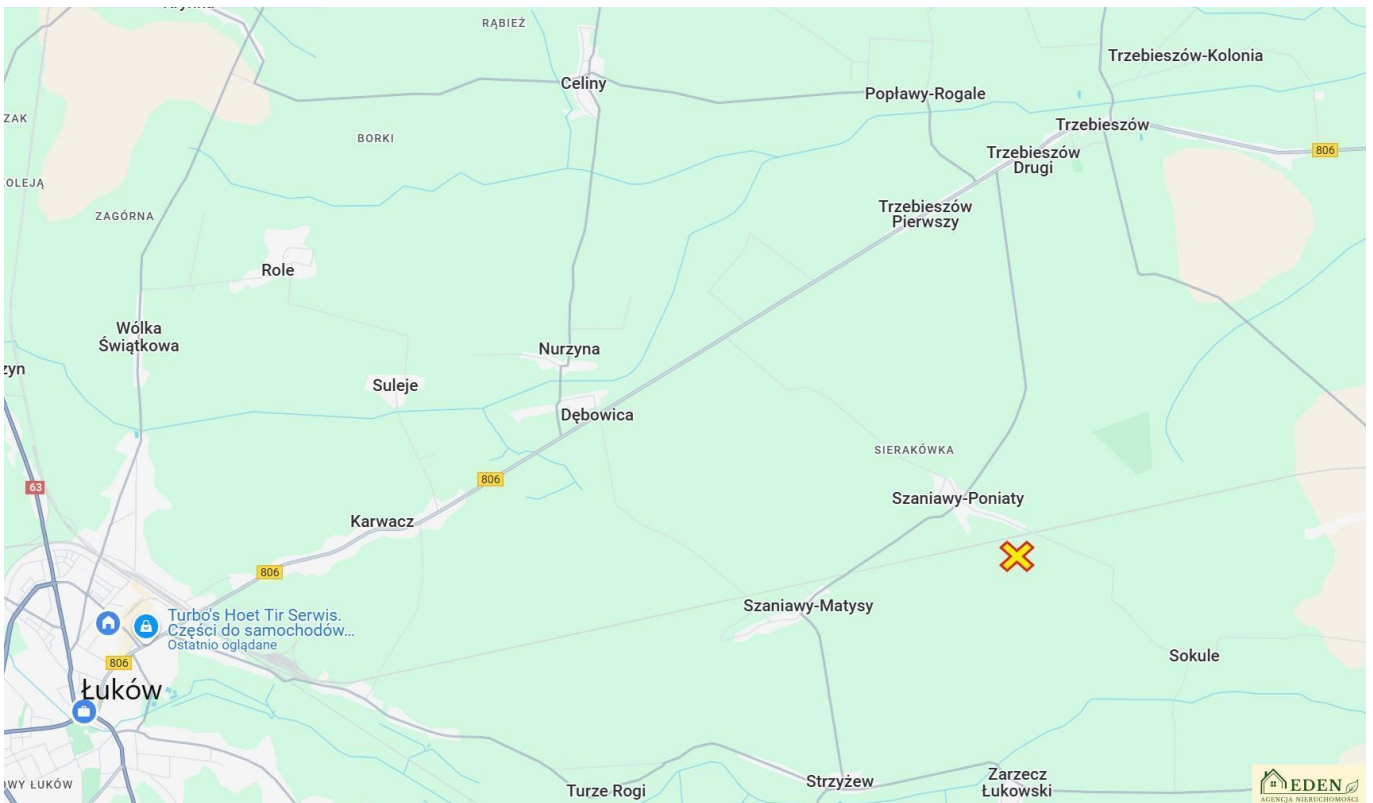 RĄBIEŻ
Trzebieszów-Kolonia
Celiny
Popławy-Rogale
ZAK
Trzebieszów
BORKI
806
Trzebieszów
Drugi
OLEJĄ
Trzebieszów
Pierwszy
ZAGÓRNA
Role
Wólka
Świątkowa
Nurzyna
zyn
Suleje
Dębowica
SIERAKÓWKA
806
63
Szaniawy-Poniaty
Karwacz
806
Szaniawy-Matysy
Turbo's Hoet Tir Serwis.
Części do samochodów...
Ostatnio oglądane
Sokule
806
Łuków
OWY ŁUKÓW
Turze Rogi
Strzyżew
Zarzecz
Łukowski
EDEN
AGENCJA NIERUCHOMOŚCI